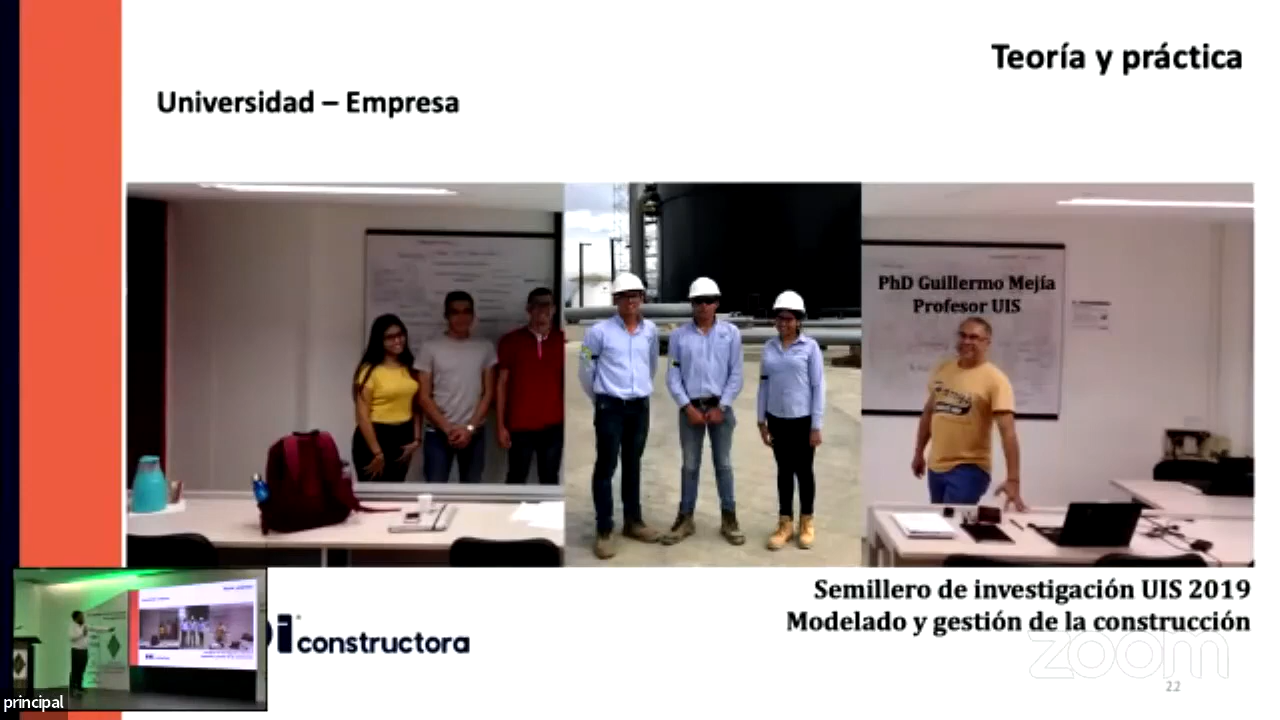 Teoría y práctica
Universidad – Empresa
PhD Guillermo Mejía
Profesor UIS
Semillero de investigación UIS 2019
Modelado y gestión de la construcción
constructora
zoom
22
principal